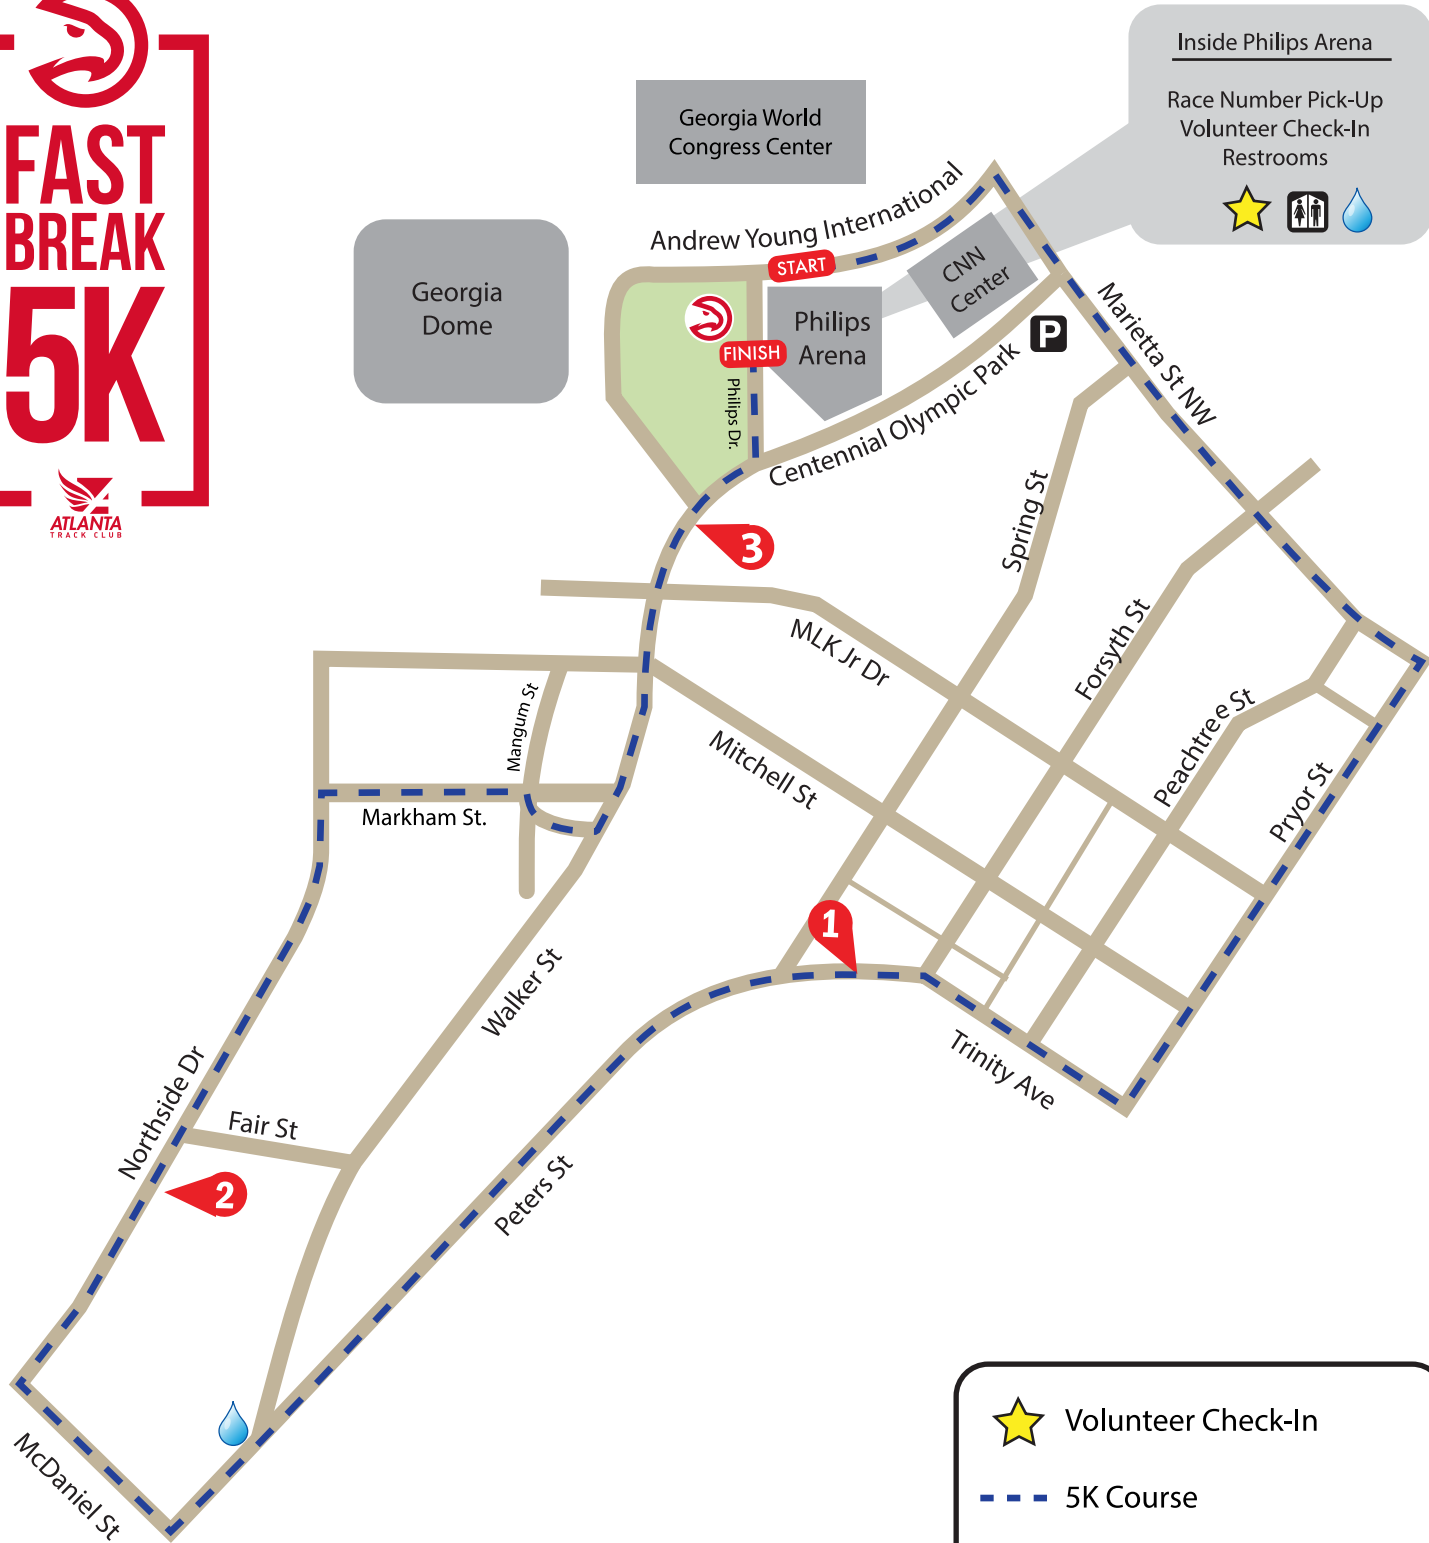 FAST
BREAK
5K
ATLANTA
TRACK CLUB
Inside Philips Arena
Race Number Pick-Up
Volunteer Check-In
Restrooms
Georgia World
Congress Center
Georgia
Dome
Andrew Young International
START
CNN
Center
Philips
Arena
FINISH
Philips Dr.
P
Marietta St NW
Centennial Olympic Park
3
Spring St
MLK Jr Dr
Forsyth St
Mangum St
Mitchell St
Peachtree St
Pryor St
Markham St.
1
Walker St
Trinity Ave
Northside Dr
Fair St
2
Peters St
McDaniel St
Volunteer Check-In
5K Course